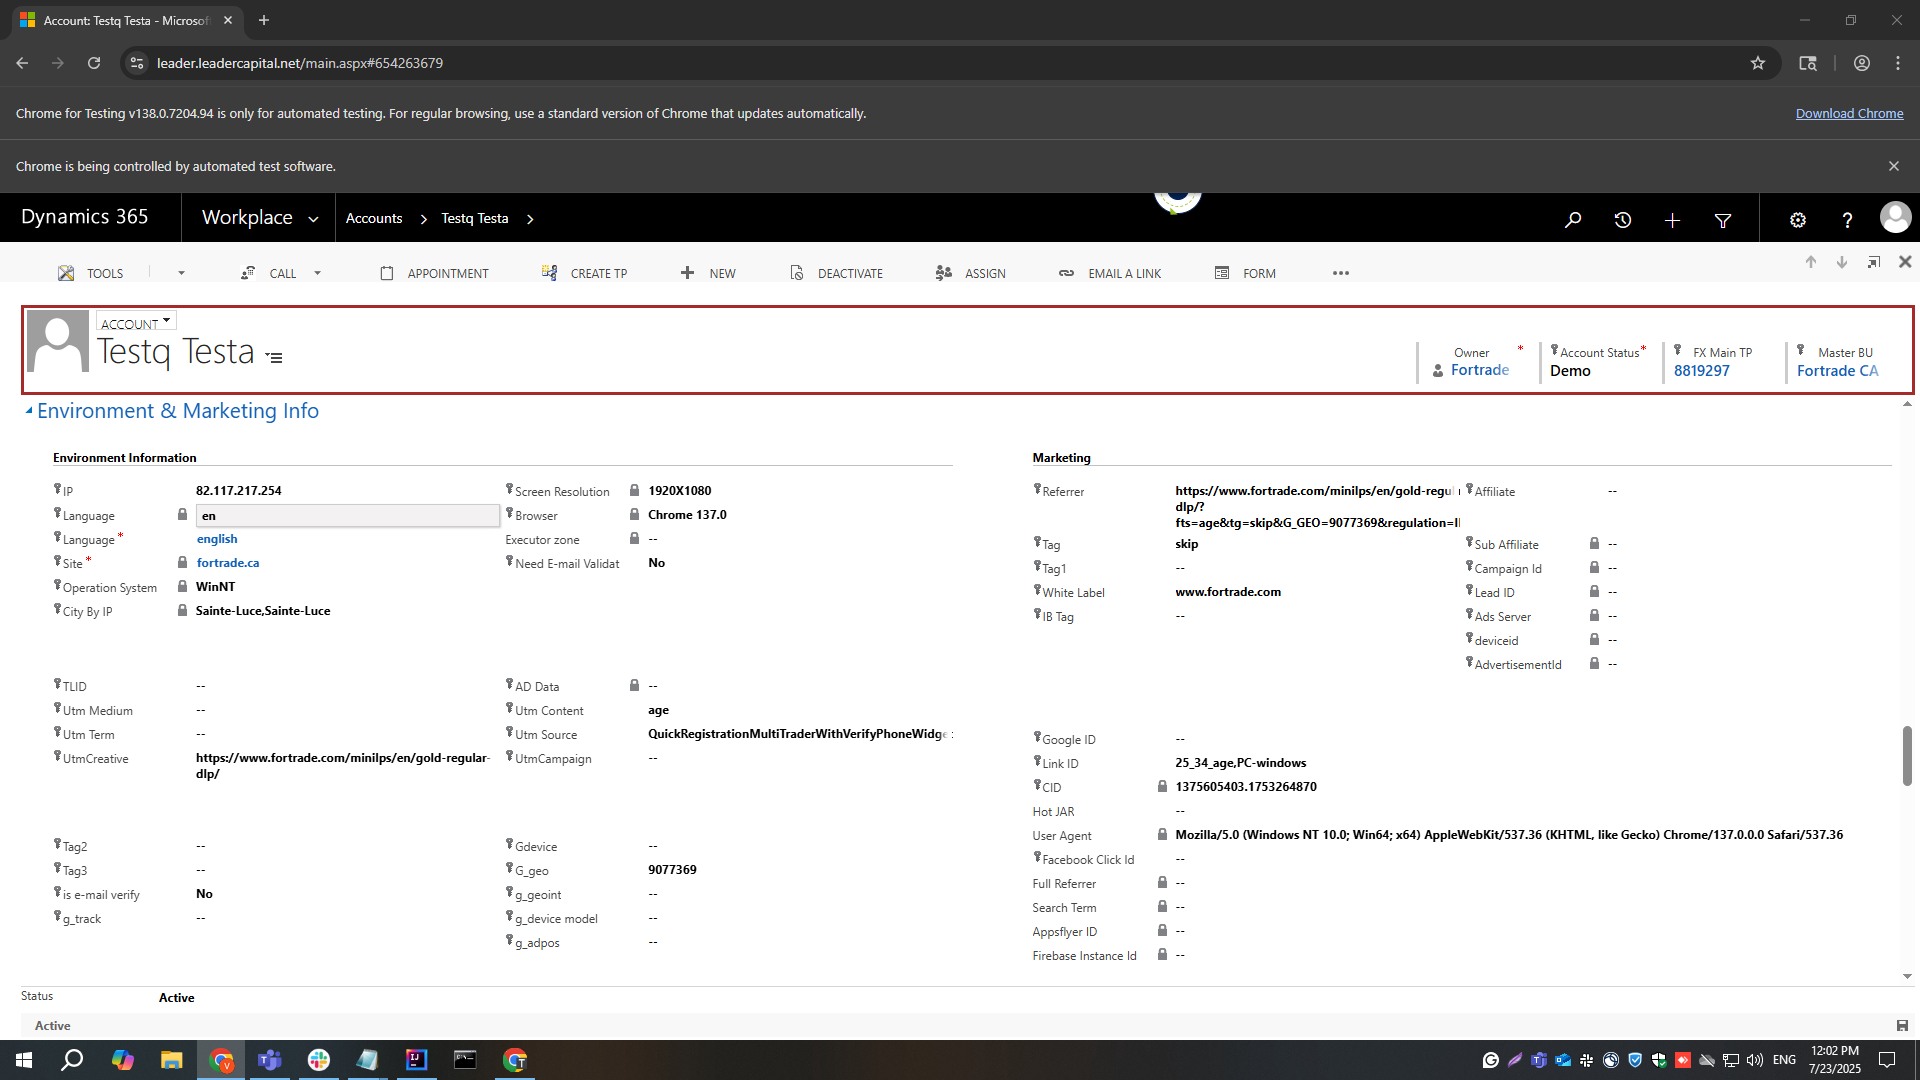 Account: Testq Testa - Microsof
leader.leadercapital.net/main.aspx#654263679
Chrome for Testing v138.0.7204.94 is only for automated testing. For regular browsing, use a standard version of Chrome that updates automatically.
Download Chrome
Chrome is being controlled by automated test software.
Dynamics 365
Workplace
Accounts
Testq Testa
TOOLS
CALL
APPOINTMENT
CREATE TP
NEW
DEACTIVATE
ASSIGN
EMAIL A LINK
FORM
ACCOUNT
Testq Testa
Owner *
Fortrade
Account Status *
Demo
FX Main TP
8819297
Master BU
Fortrade CA
Environment & Marketing Info
Environment Information
IP 82.117.217.254
Language en
Language * english
Site * fortrade.ca
Operation System WinNT
City By IP Sainte-Luce,Sainte-Luce
Screen Resolution 1920X1080
Browser Chrome 137.0
Executor zone --
Need E-mail Validat No
TLID --
Utm Medium --
Utm Term --
UtmCreative https://www.fortrade.com/minilps/en/gold-regular-
dlp/
AD Data --
Utm Content age
Utm Source QuickRegistrationMultiTraderWithVerifyPhoneWidge
UtmCampaign --
Tag2 --
Tag3 --
is e-mail verify No
g_track --
Gdevice --
G_geo 9077369
g_geoint --
g_device model --
g_adpos --
Marketing
Referrer https://www.fortrade.com/minilps/en/gold-regul
dlp/?
fts=age&tg=skip&G_GEO=9077369&regulation=II
Tag skip
Tag1 --
White Label www.fortrade.com
IB Tag --
Affiliate --
Sub Affiliate --
Campaign Id --
Lead ID --
Ads Server --
deviceid --
AdvertisementId --
Google ID --
Link ID 25_34_age,PC-windows
CID 1375605403.1753264870
Hot JAR --
User Agent Mozilla/5.0 (Windows NT 10.0; Win64; x64) AppleWebKit/537.36 (KHTML, like Gecko) Chrome/137.0.0.0 Safari/537.36
Facebook Click Id --
Full Referrer --
Search Term --
Appsflyer ID --
Firebase Instance Id --
Status Active
Active
ENG
12:02 PM
7/23/2025